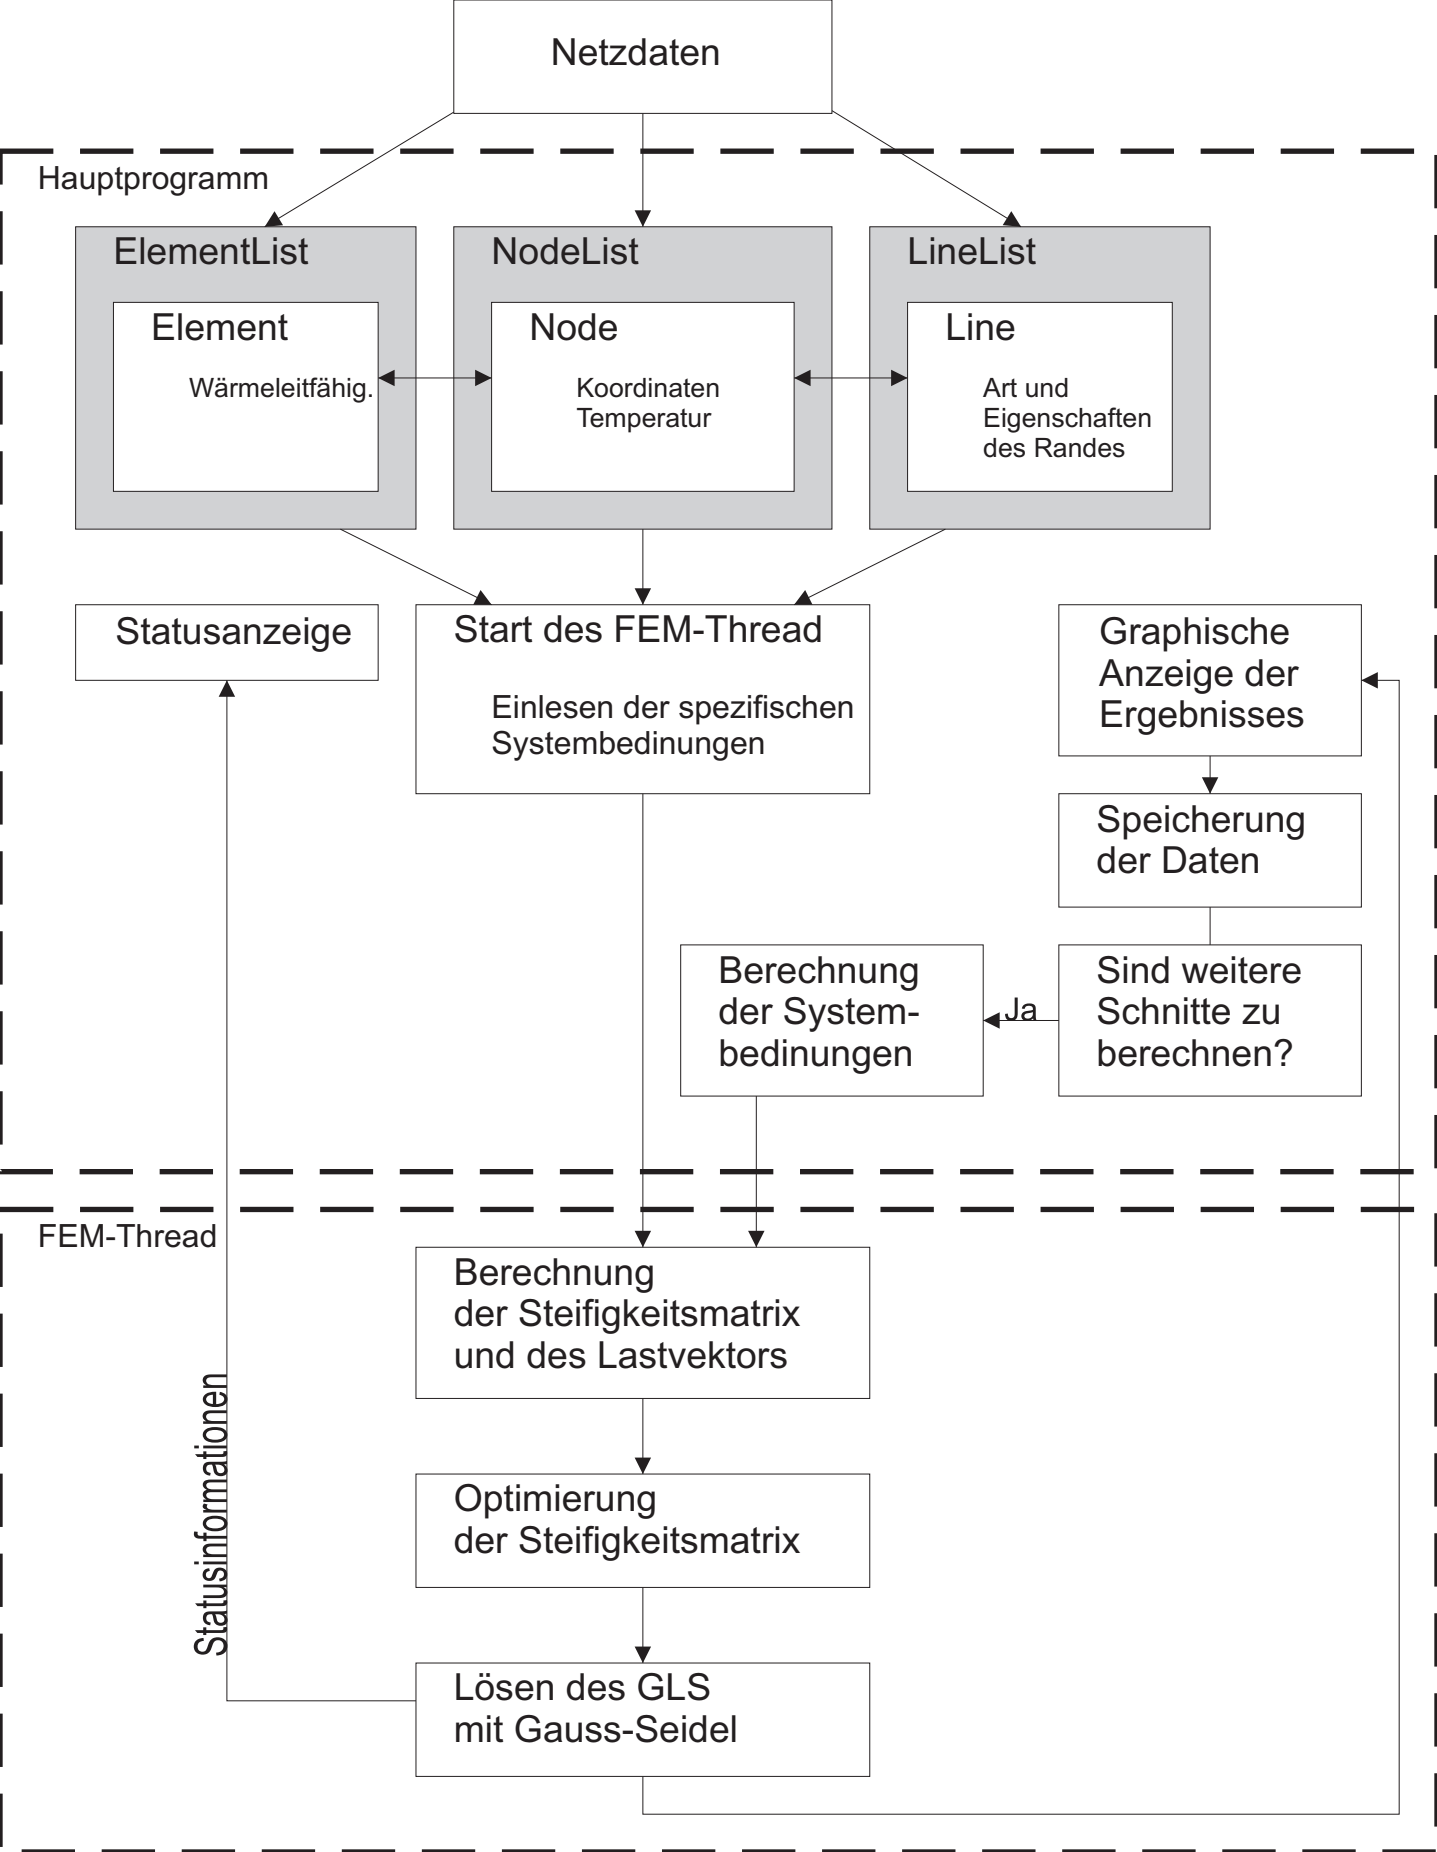 Netzdaten
Hauptprogramm
ElementList
Element
Wärmeleitfähig.
NodeList
Node
Koordinaten
Temperatur
LineList
Line
Art und
Eigenschaften
des Randes
Statusanzeige
Start des FEM-Thread
Einlesen der spezifischen
Systembedinungen
Graphische
Anzeige der
Ergebnisses
Speicherung
der Daten
Sind weitere
Schnitte zu
berechnen?
Ja
Berechnung
der System-
bedinungen
FEM-Thread
Berechnung
der Steifigkeitsmatrix
und des Lastvektors
Optimierung
der Steifigkeitsmatrix
Lösen des GLS
mit Gauss-Seidel
Statusinformationen